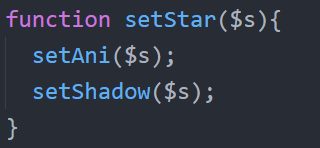 function setStar($s){
  setAni($s);
  setShadow($s);
}